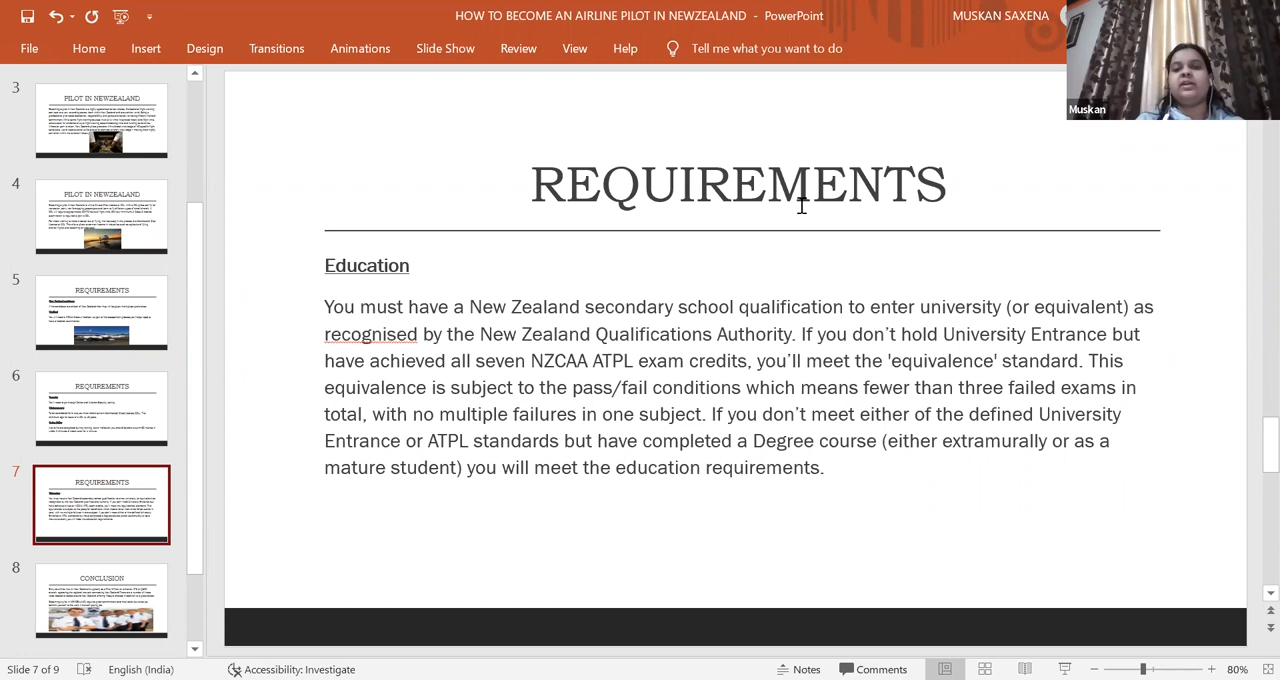 HOW TO BECOME AN AIRLINE PILOT IN NEWZEALAND - PowerPoint
MUSKAN SAXENA
File Home Insert Design Transitions Animations Slide Show Review View Help Tell me what you want to do
Muskan
3
PILOT IN NEWZEALAND
4
PILOT IN NEWZEALAND
5
REQUIREMENTS
6
REQUIREMENTS
7
REQUIREMENTS
8
CONCLUSION
REQUIREMENTS
Education
You must have a New Zealand secondary school qualification to enter university (or equivalent) as
recognised by the New Zealand Qualifications Authority. If you don’t hold University Entrance but
have achieved all seven NZCAA ATPL exam credits, you’ll meet the 'equivalence' standard. This
equivalence is subject to the pass/fail conditions which means fewer than three failed exams in
total, with no multiple failures in one subject. If you don’t meet either of the defined University
Entrance or ATPL standards but have completed a Degree course (either extramurally or as a
mature student) you will meet the education requirements.
Slide 7 of 9 English (India) Accessibility: Investigate Notes Comments 80%